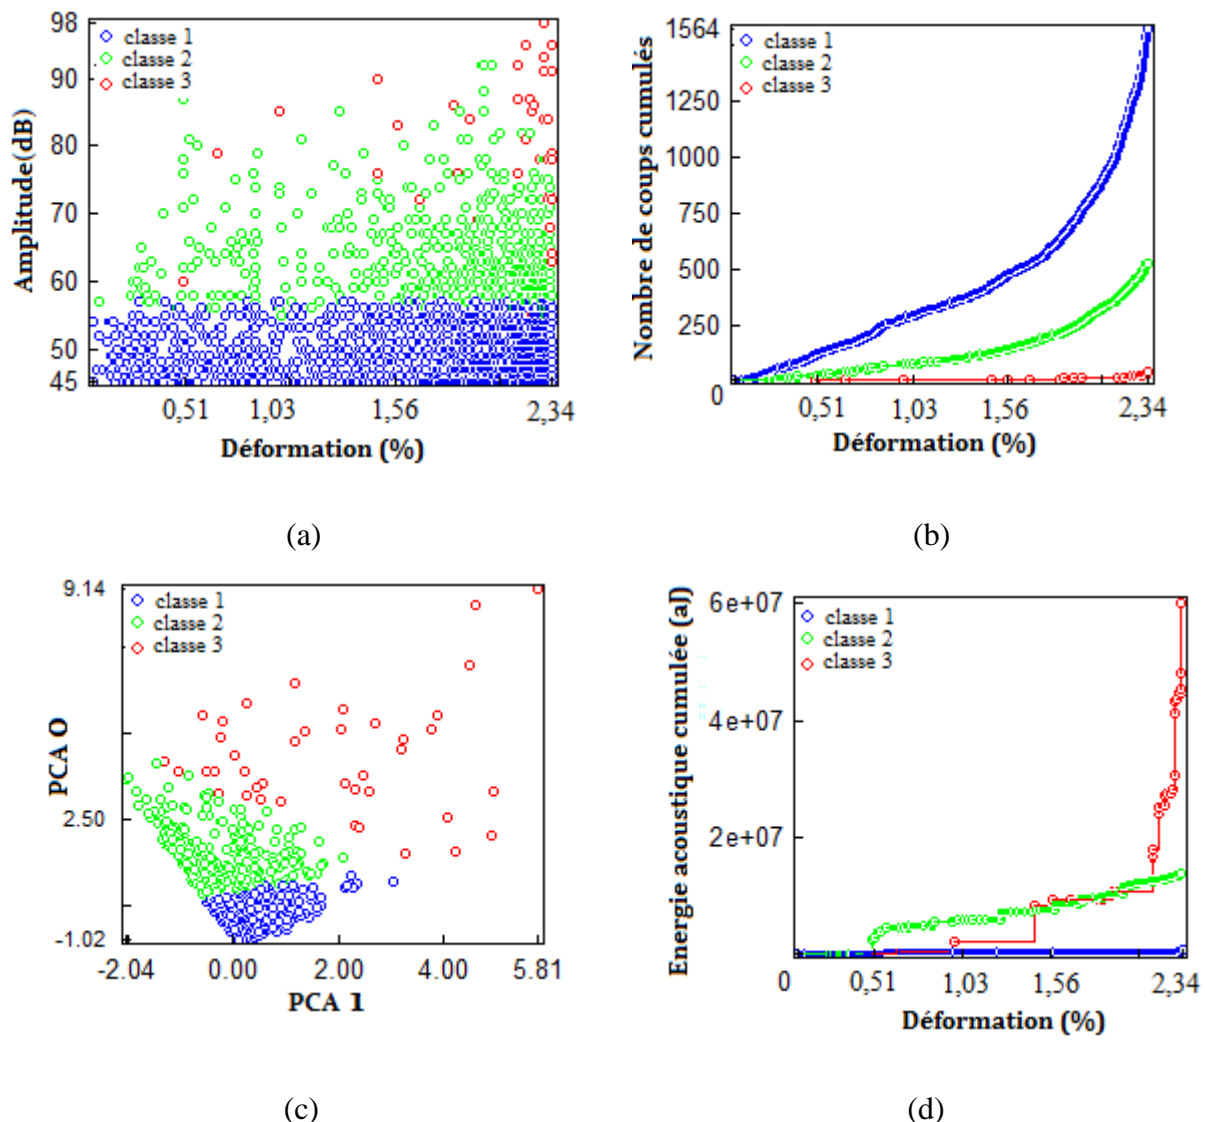 98
90
80
70
60
50
45
Amplitude(dB)
classe 1
classe 2
classe 3
0,51 1,03 1,56 2,34
Déformation (%)
(a)
1564
1250
1000
750
500
250
0
Nombre de coups cumulés
classe 1
classe 2
classe 3
0,51 1,03 1,56 2,34
Déformation (%)
(b)
9.14
2.50
-1.02
PCA 0
classe 1
classe 2
classe 3
-2.04 0.00 2.00 4.00 5.81
PCA 1
(c)
6e+07
4e+07
2e+07
Energie acoustique cumulée (aJ)
classe 1
classe 2
classe 3
0 0,51 1,03 1,56 2,34
Déformation (%)
(d)